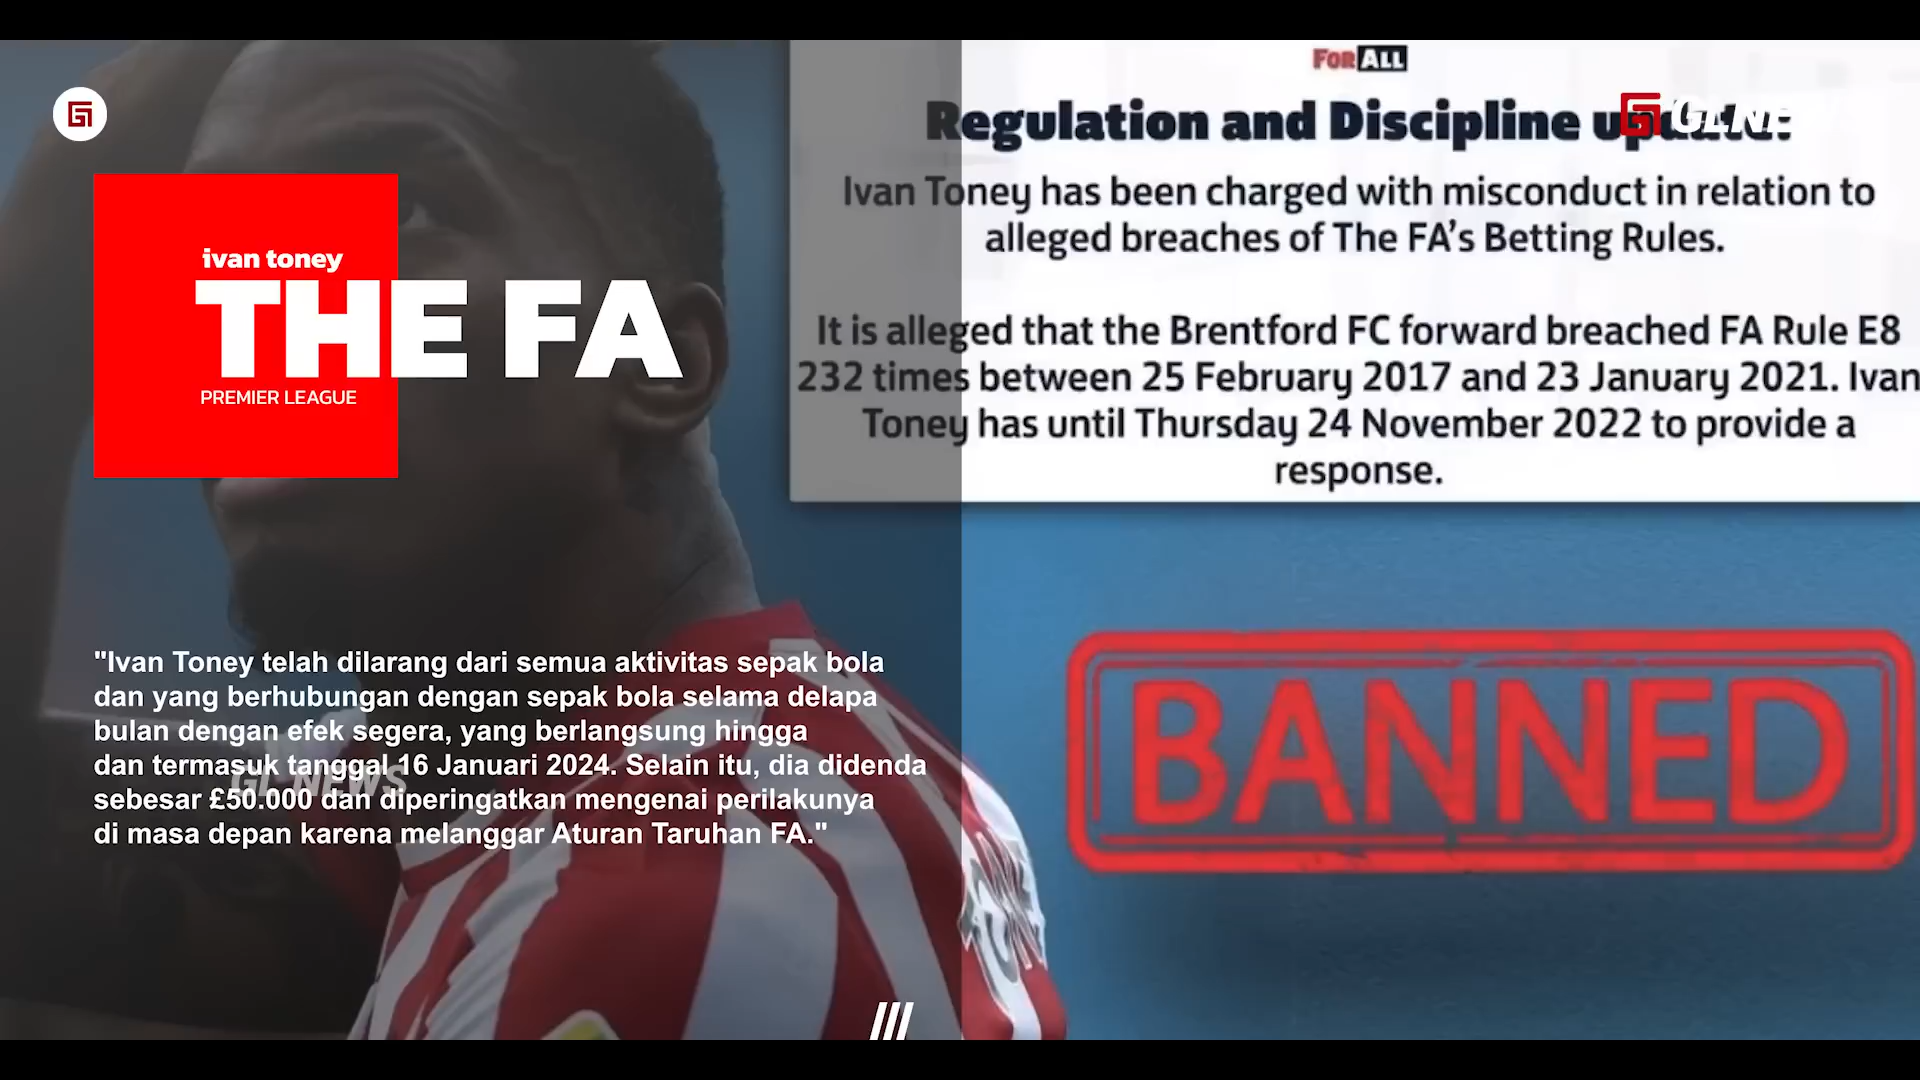 ivan toney
THE FA
PREMIER LEAGUE
"Ivan Toney telah dilarang dari semua aktivitas sepak bola
dan yang berhubungan dengan sepak bola selama delapa
bulan dengan efek segera, yang berlangsung hingga
dan termasuk tanggal 16 Januari 2024. Selain itu, dia didenda
sebesar £50.000 dan diperingatkan mengenai perilakunya
di masa depan karena melanggar Aturan Taruhan FA."
GL NEWS
FOR ALL
Regulation and Discipline update:
GLNEWS
Ivan Toney has been charged with misconduct in relation to
alleged breaches of The FA's Betting Rules.
It is alleged that the Brentford FC forward breached FA Rule E8
232 times between 25 February 2017 and 23 January 2021. Ivan
Toney has until Thursday 24 November 2022 to provide a
response.
BANNED